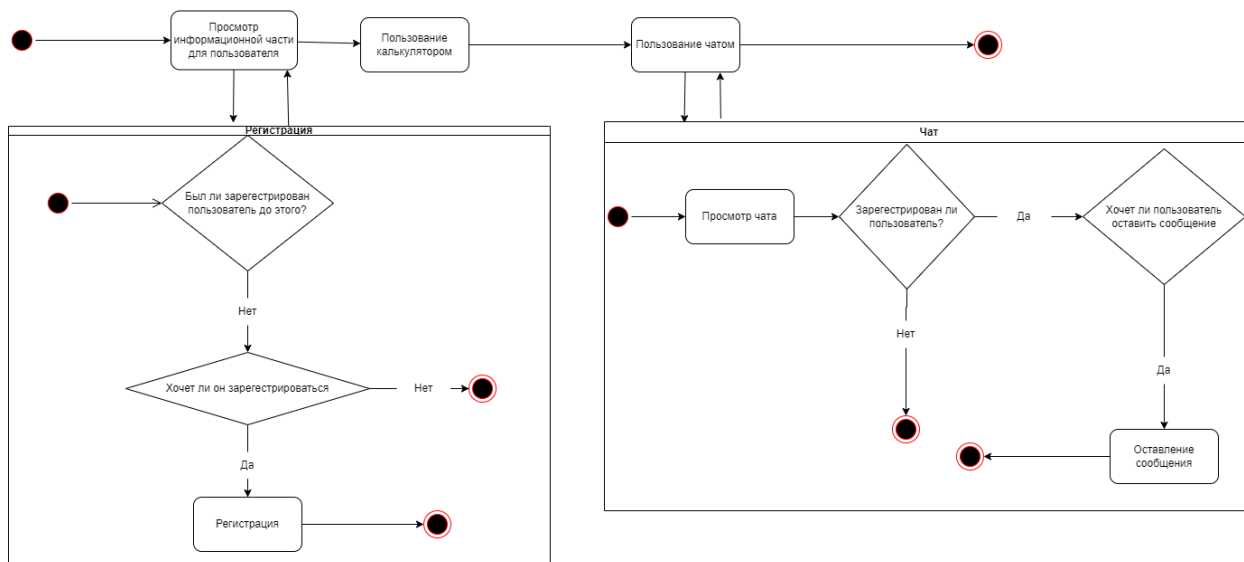 Просмотр
информационной части
для пользователя
Пользование
калькулятором
Пользование чатом
Регистрация
Был ли зарегестрирован
пользователь до этого?
Нет
Хочет ли он зарегестрироваться
Нет
Да
Регистрация
Чат
Просмотр чата
Зарегестрирован ли
пользователь?
Да
Хочет ли пользователь
оставить сообщение
Нет
Да
Оставление
сообщения